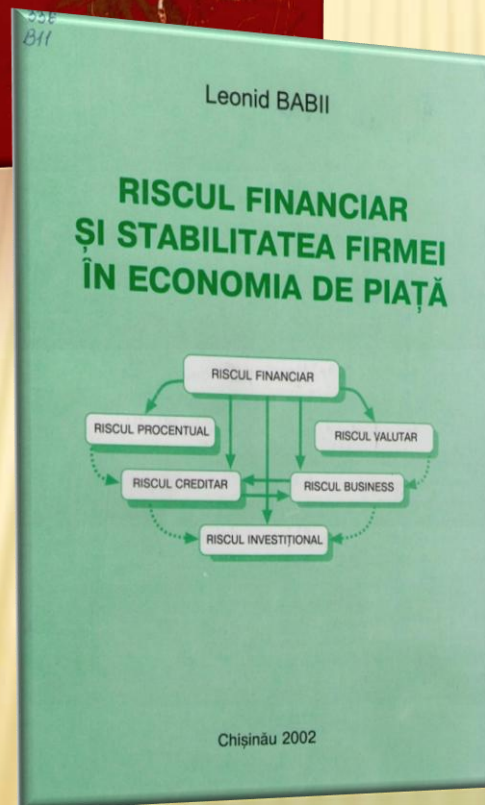 B11
Leonid BABII
RISCUL FINANCIAR
ȘI STABILITATEA FIRMEI
ÎN ECONOMIA DE PIAȚĂ
RISCUL FINANCIAR
RISCUL PROCENTUAL
RISCUL VALUTAR
RISCUL CREDITAR
RISCUL BUSINESS
RISCUL INVESTIȚIONAL
Chișinău 2002